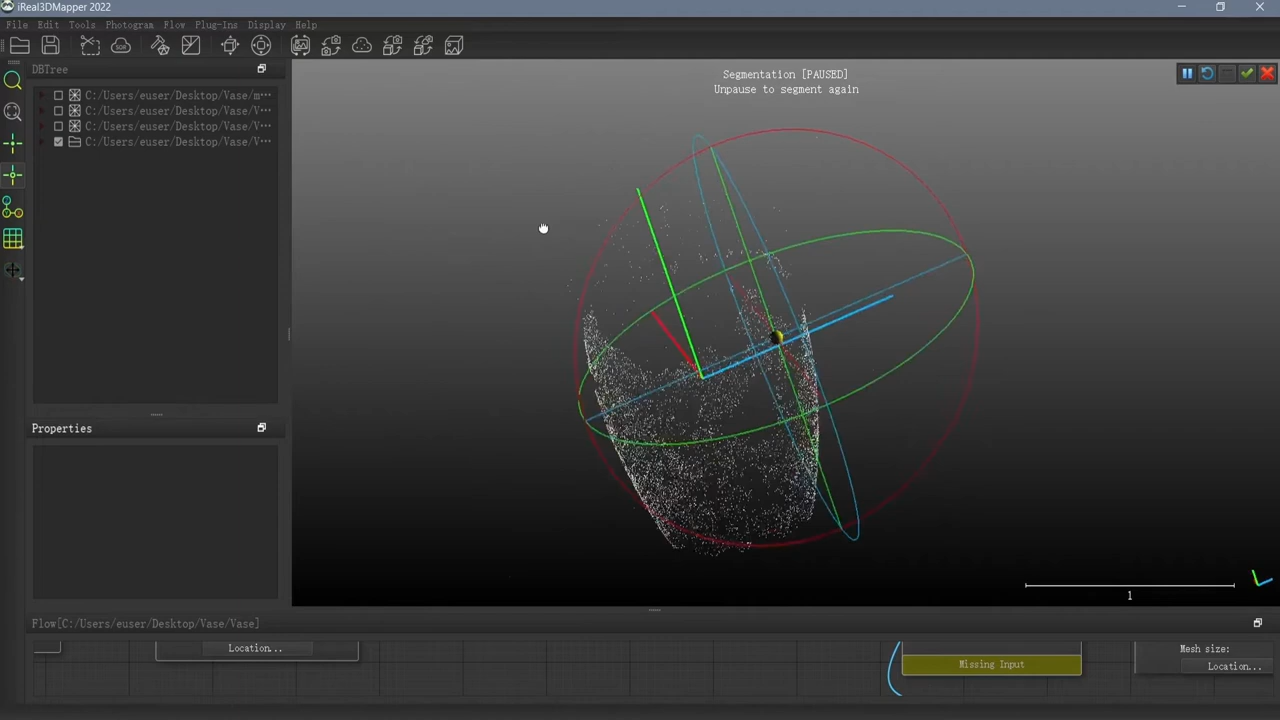 iReal3DMapper 2022
File Edit Tools Photogram Flow Plug-Ins Display Help
SOR
Segmentation [PAUSED]
Unpause to segment again
DBTree
C:/Users/euser/Desktop/Vase/m···
C:/Users/euser/Desktop/Vase/V···
C:/Users/euser/Desktop/Vase/V···
C:/Users/euser/Desktop/Vase/V···
Properties
1
Flow[C:/Users/euser/Desktop/Vase/Vase]
Location...
Missing Input
Mesh size:
Location...